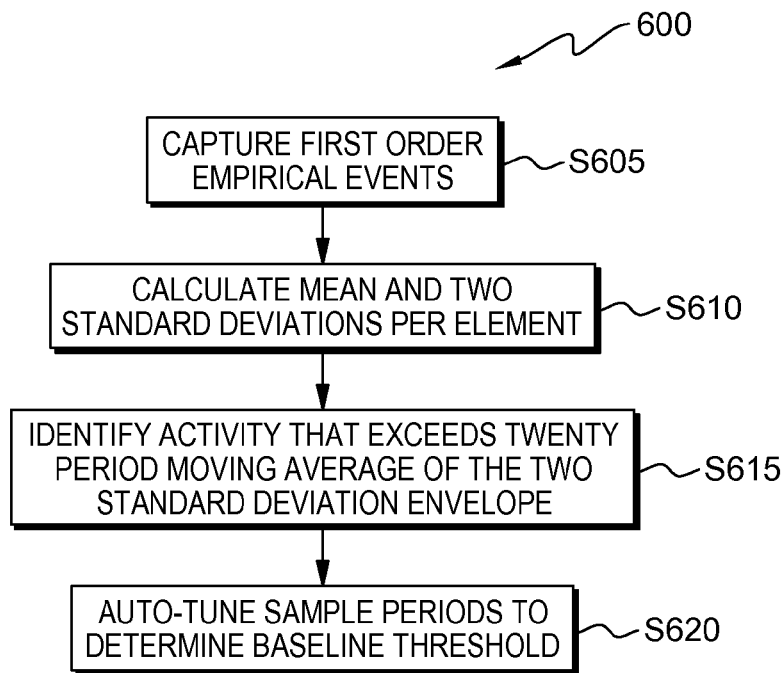 600
CAPTURE FIRST ORDER
EMPIRICAL EVENTS
S605
CALCULATE MEAN AND TWO
STANDARD DEVIATIONS PER ELEMENT
S610
IDENTIFY ACTIVITY THAT EXCEEDS TWENTY
PERIOD MOVING AVERAGE OF THE TWO
STANDARD DEVIATION ENVELOPE
S615
AUTO-TUNE SAMPLE PERIODS TO
DETERMINE BASELINE THRESHOLD
S620